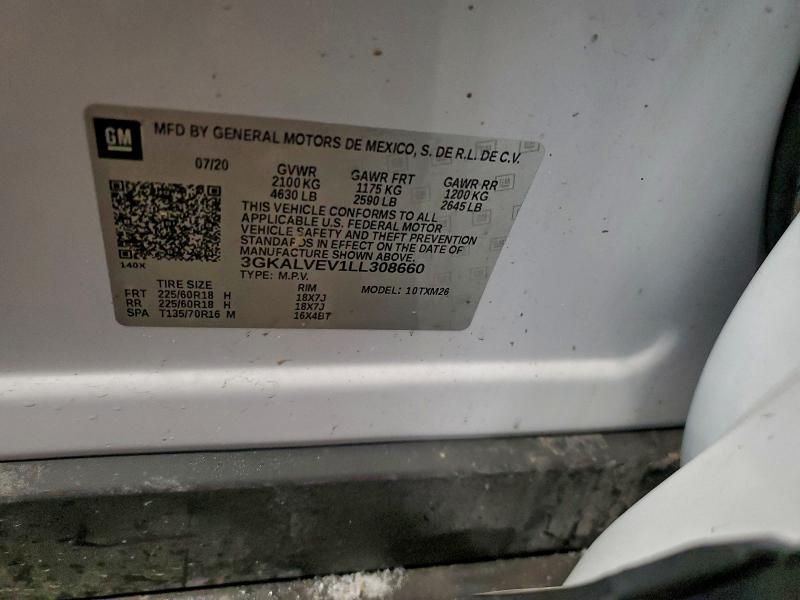 GM MFD BY GENERAL MOTORS DE MEXICO, S. DE R.L. DE C.V.
07/20 GVWR GAWR FRT GAWR RR
2100 KG 1175 KG 1200 KG
4630 LB 2590 LB 2645 LB
THIS VEHICLE CONFORMS TO ALL
APPLICABLE U.S. FEDERAL MOTOR
VEHICLE SAFETY AND THEFT PREVENTION
STANDARDS IN EFFECT ON THE DATE OF
MANUFACTURE SHOWN ABOVE.
140X 3GKALVEV1LL308660
TYPE: M.P.V. MODEL: 10TXM26
TIRE SIZE RIM
FRT 225/60R18 H 18X7J
RR 225/60R18 H 18X7J
SPA T135/70R16 M 16X4BT